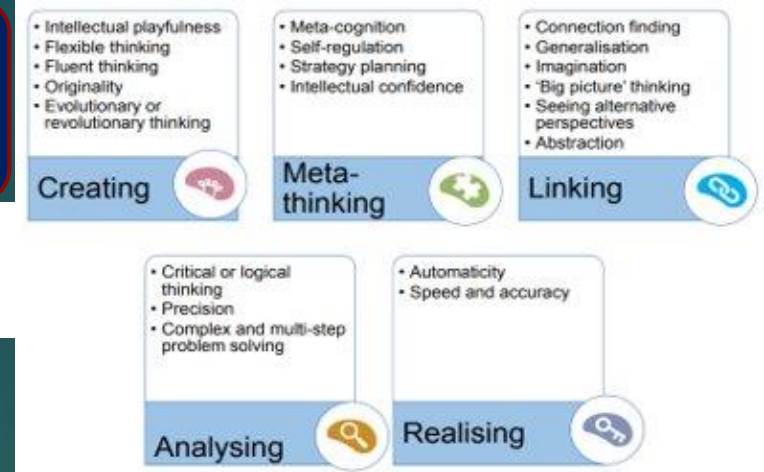 • Intellectual playfulness
• Flexible thinking
• Fluent thinking
• Originality
• Evolutionary or
revolutionary thinking
Creating
• Meta-cognition
• Self-regulation
• Strategy planning
• Intellectual confidence
Meta-
thinking
• Connection finding
• Generalisation
• Imagination
• 'Big picture' thinking
• Seeing alternative
perspectives
• Abstraction
Linking
• Critical or logical
thinking
• Precision
• Complex and multi-step
problem solving
Analysing
• Automaticity
• Speed and accuracy
Realising